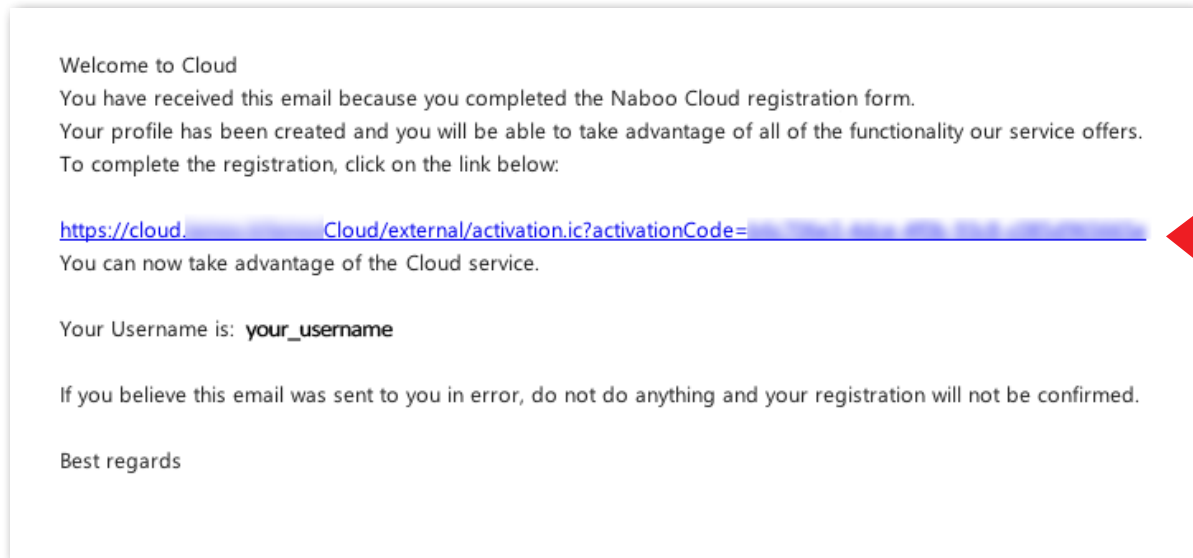 Welcome to Cloud
You have received this email because you completed the Naboo Cloud registration form.
Your profile has been created and you will be able to take advantage of all of the functionality our service offers.
To complete the registration, click on the link below:
https://cloud. Cloud/external/activation.ic?activationCode=
You can now take advantage of the Cloud service.
Your Username is: your_username
If you believe this email was sent to you in error, do not do anything and your registration will not be confirmed.
Best regards